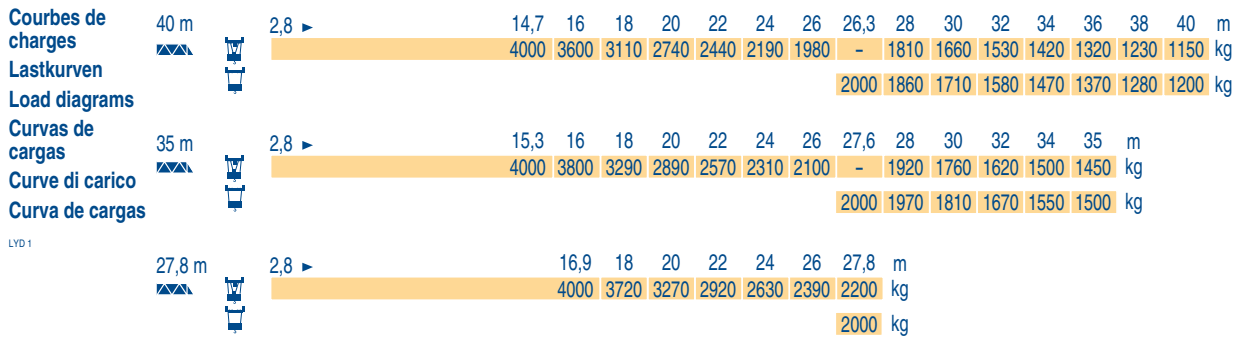 Courbes de
charges
Lastkurven
Load diagrams
Curvas de
cargas
Curve di carico
Curva de cargas
LYD 1
40 m 2,8 ► 14,7 16 18 20 22 24 26 26,3 28 30 32 34 36 38 40 m
4000 3600 3110 2740 2440 2190 1980 – 1810 1660 1530 1420 1320 1230 1150 kg
2000 1860 1710 1580 1470 1370 1280 1200 kg
35 m 2,8 ► 15,3 16 18 20 22 24 26 27,6 28 30 32 34 35 m
4000 3800 3290 2890 2570 2310 2100 – 1920 1760 1620 1500 1450 kg
2000 1970 1810 1670 1550 1500 kg
27,8 m 2,8 ► 16,9 18 20 22 24 26 27,8 m
4000 3720 3270 2920 2630 2390 2200 kg
2000 kg